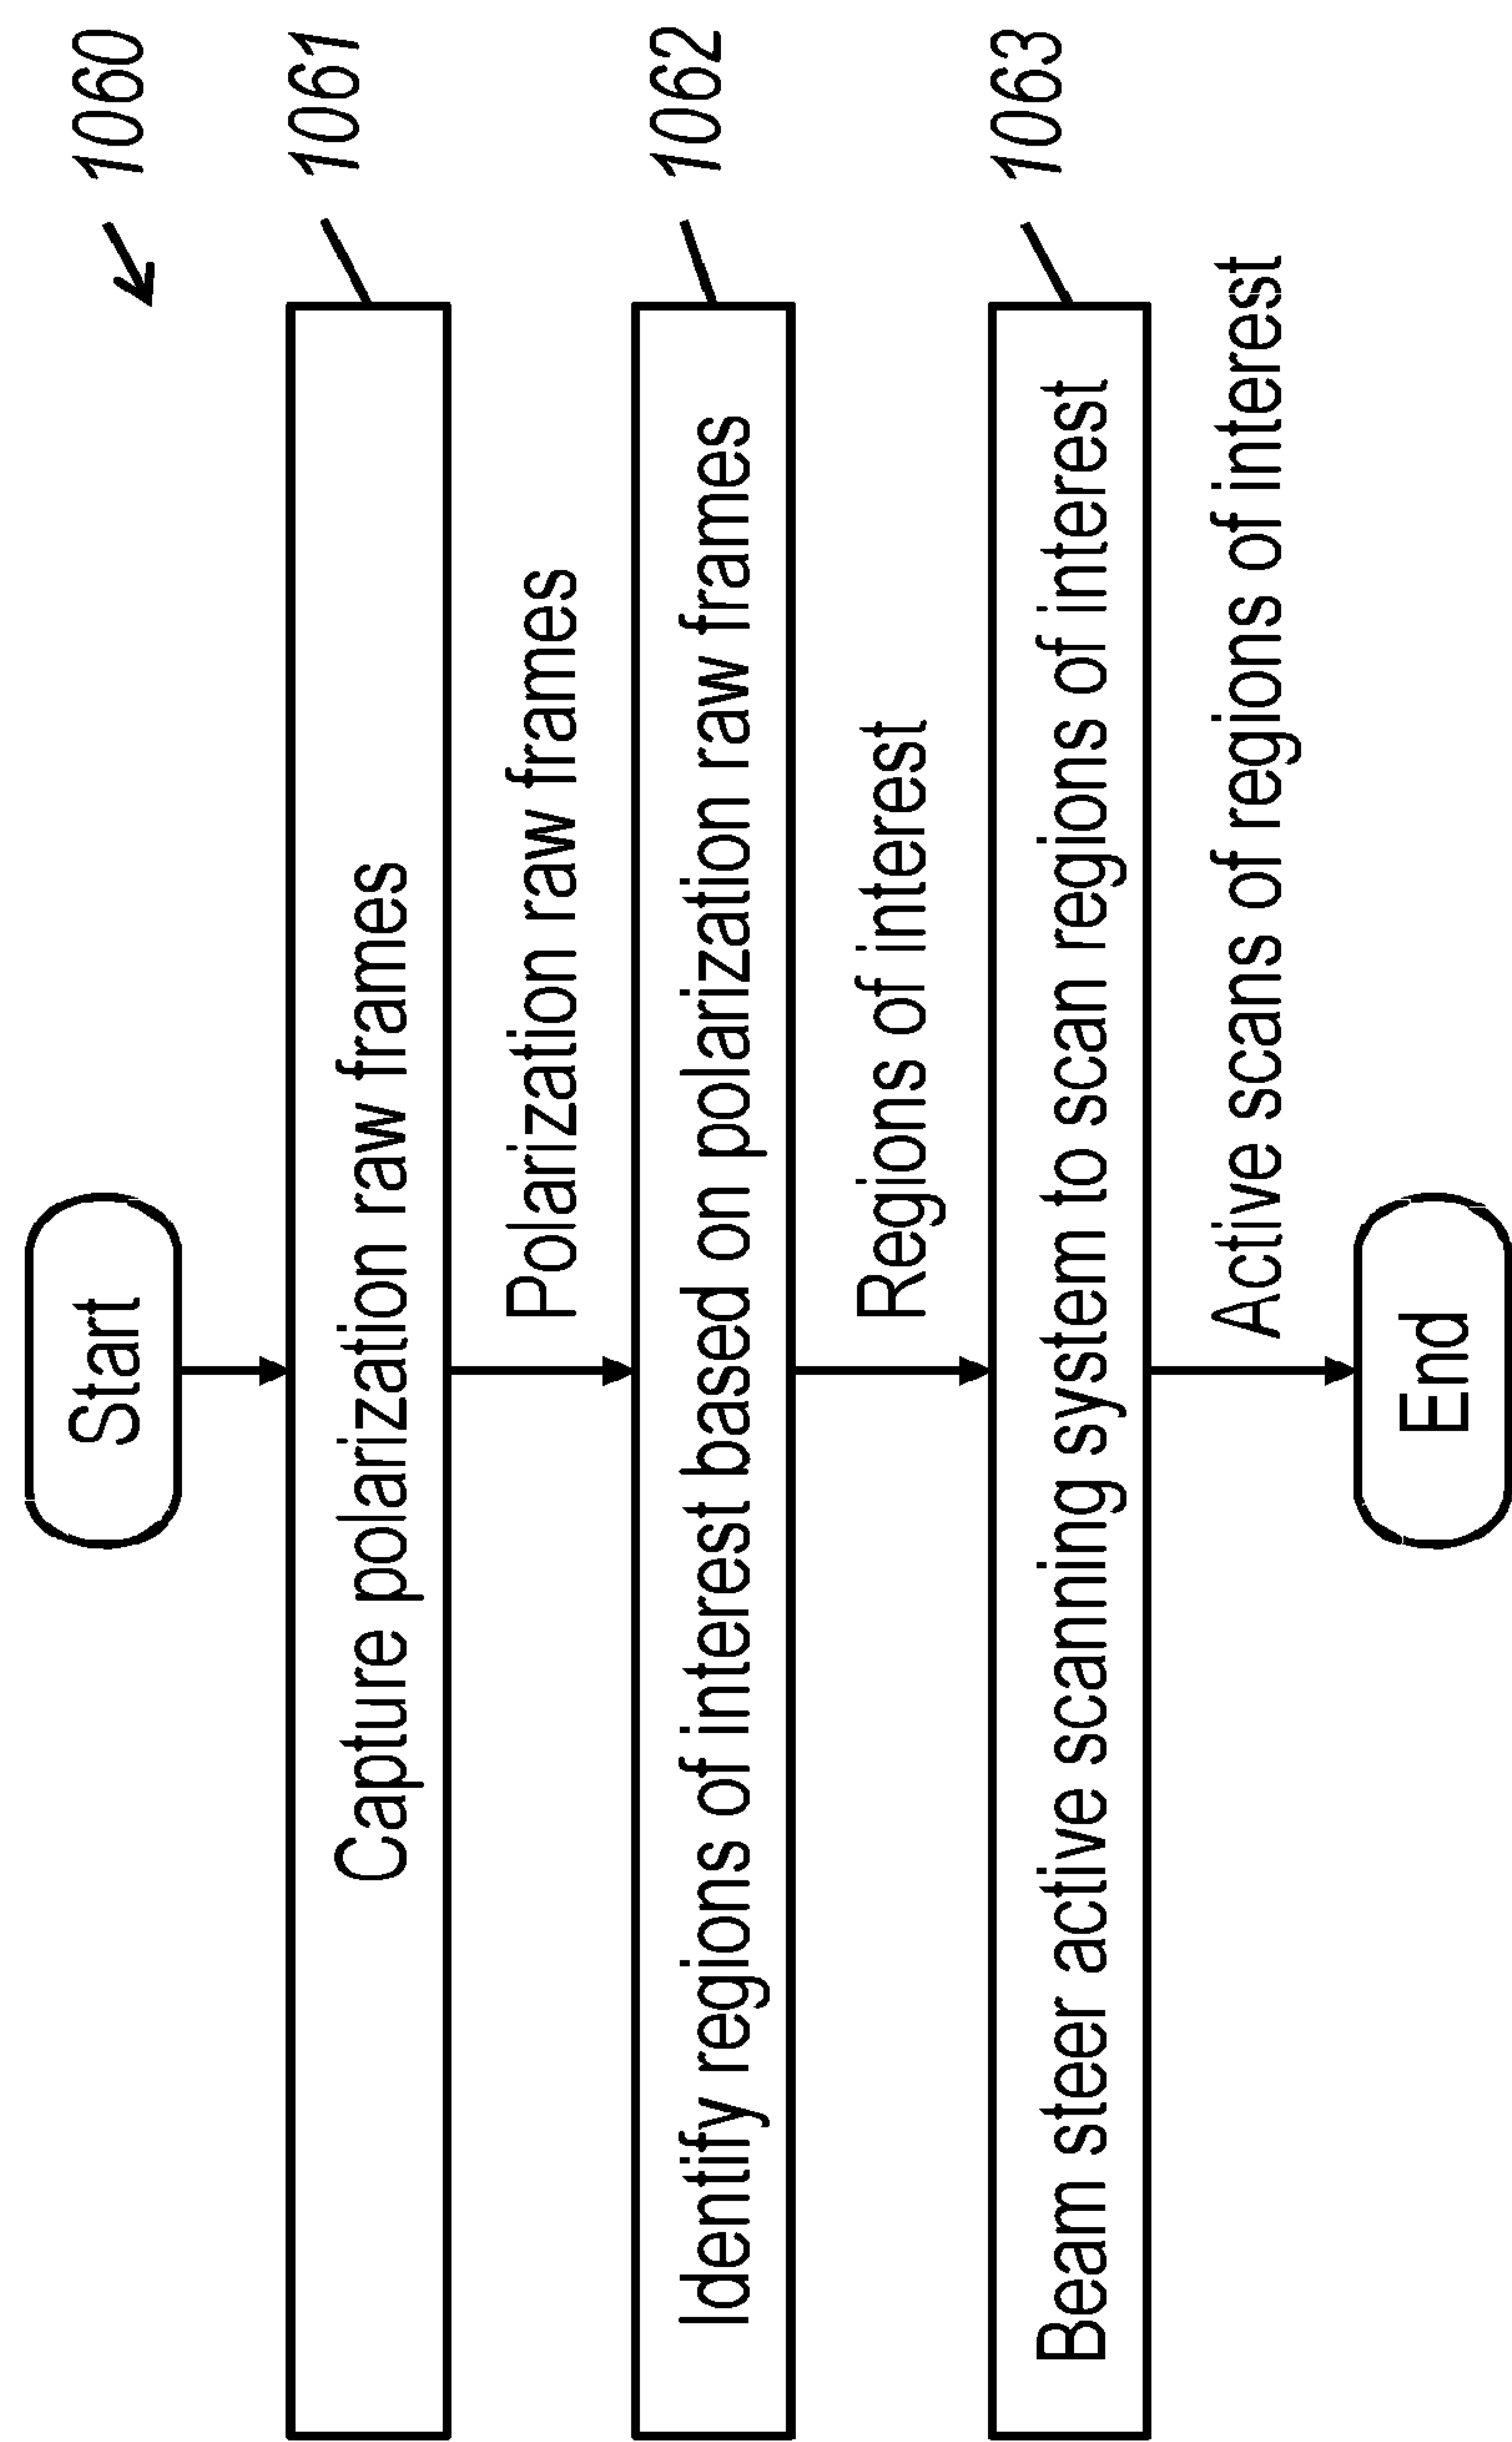 Start
1060
Capture polarization raw frames
1061
Polarization raw frames
Identify regions of interest based on polarization raw frames
1062
Regions of interest
Beam steer active scanning system to scan regions of interest
1063
Active scans of regions of interest
End